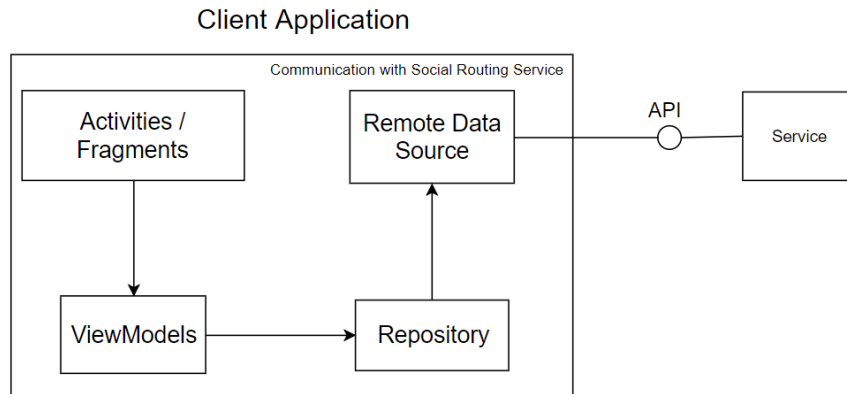 Client Application
Communication with Social Routing Service
Activities /
Fragments
Remote Data
Source
API
Service
ViewModels
Repository